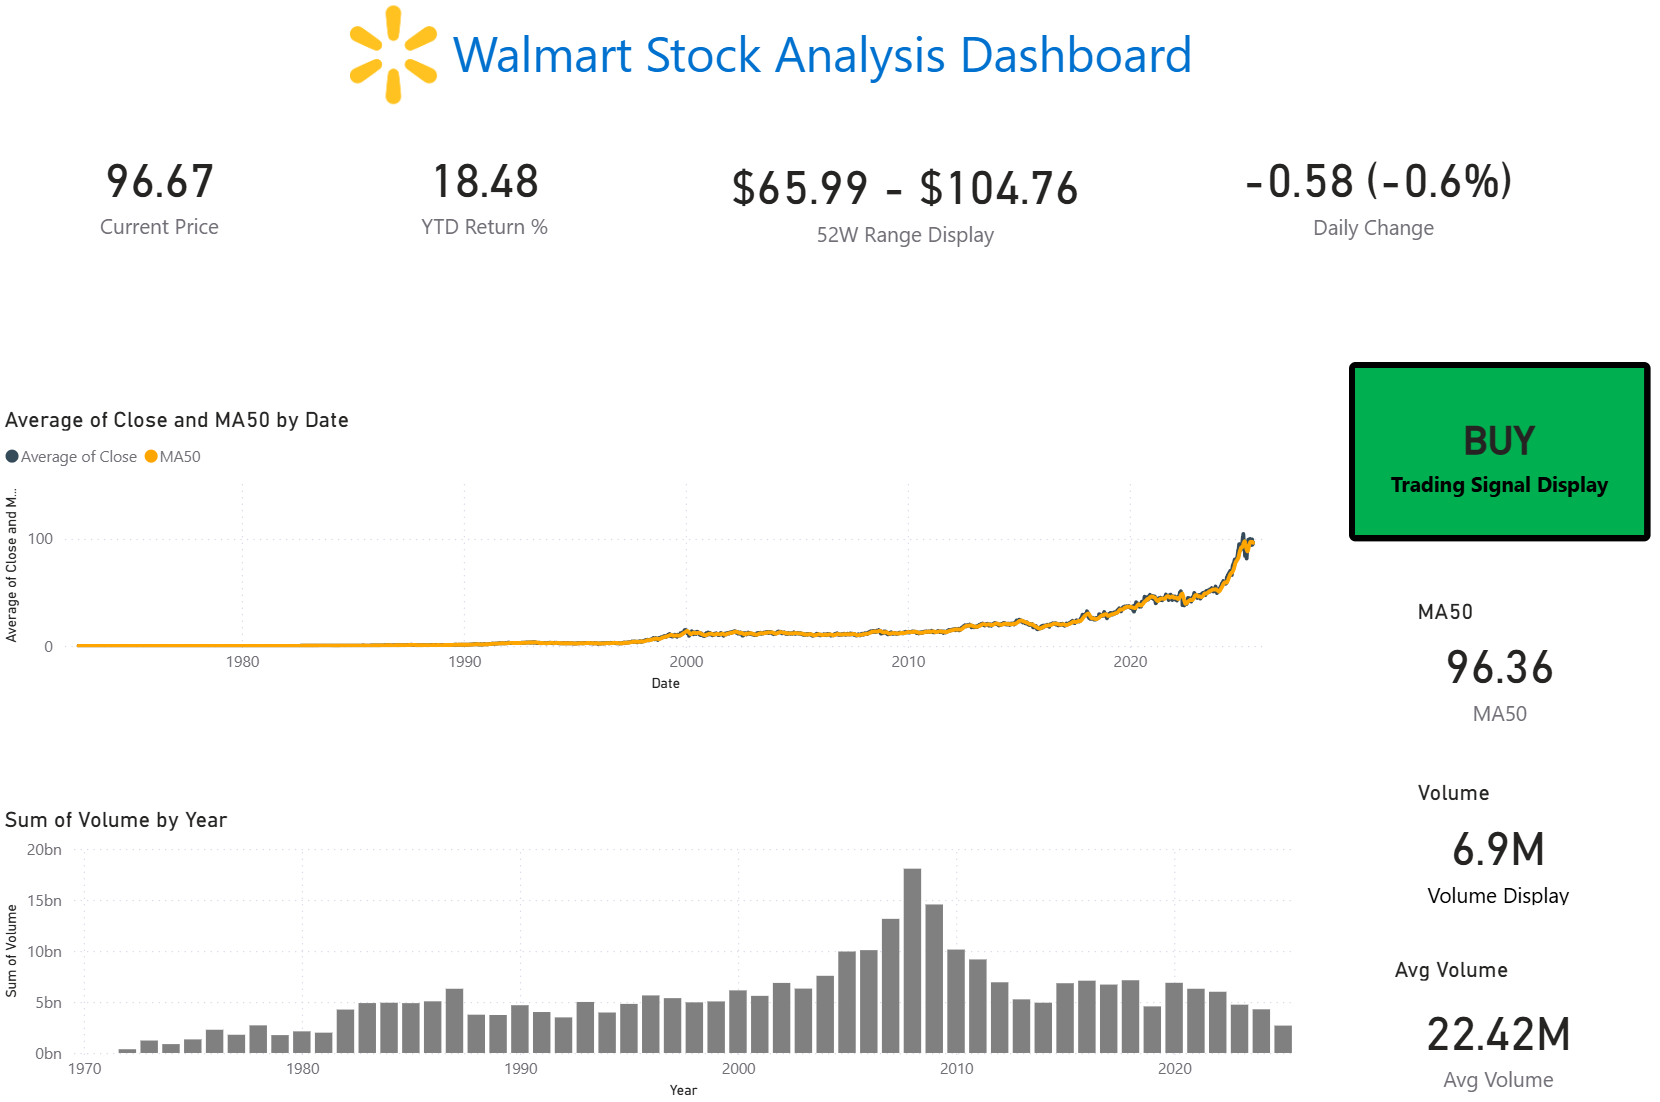 Walmart Stock Analysis Dashboard
96.67
Current Price
18.48
YTD Return %
$65.99 - $104.76
52W Range Display
-0.58 (-0.6%)
Daily Change
Average of Close and MA50 by Date
Average of Close
MA50
Average of Close and M...
100
0
1980
1990
2000
2010
2020
Date
BUY
Trading Signal Display
MA50
96.36
MA50
Sum of Volume by Year
Sum of Volume
20bn
15bn
10bn
5bn
0bn
1970
1980
1990
2000
2010
2020
Year
Volume
6.9M
Volume Display
Avg Volume
22.42M
Avg Volume